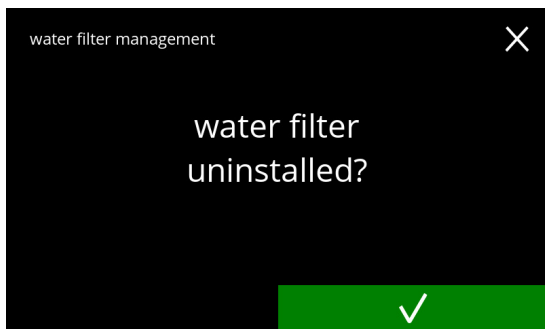 water filter management
water filter
uninstalled?